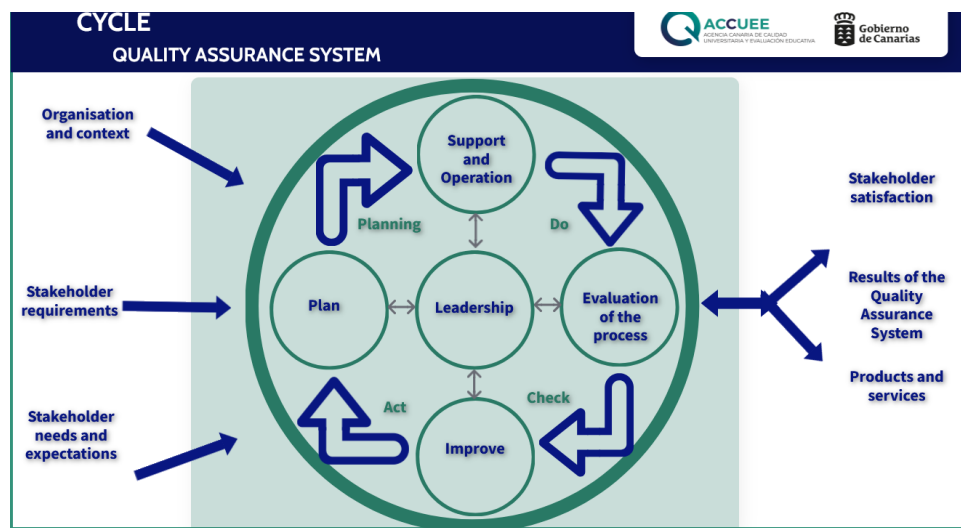 CYCLE
QUALITY ASSURANCE SYSTEM
ACCUEE
AGENCIA CANARIA DE CALIDAD
UNIVERSITARIA Y EVALUACIÓN EDUCATIVA
Gobierno
de Canarias
Organisation
and context
Stakeholder
requirements
Stakeholder
needs and
expectations
Support
and
Operation
Planning
Do
Plan
Leadership
Evaluation
of the
process
Act
Check
Improve
Stakeholder
satisfaction
Results of the
Quality
Assurance
System
Products and
services